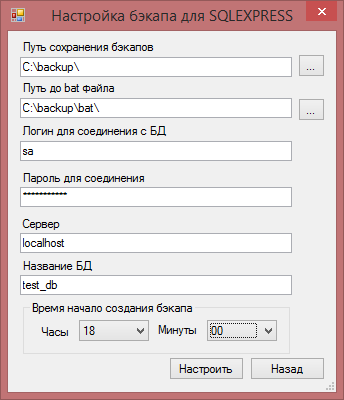 Настройка бэкапа для SQLEXPRESS
Путь сохранения бэкапов
C:\backup\
...
Путь до bat файла
C:\backup\bat\
...
Логин для соединения с БД
sa
Пароль для соединения
***********
Сервер
localhost
Название БД
test_db
Время начало создания бэкапа
Часы 18 Минуты 00
Настроить Назад